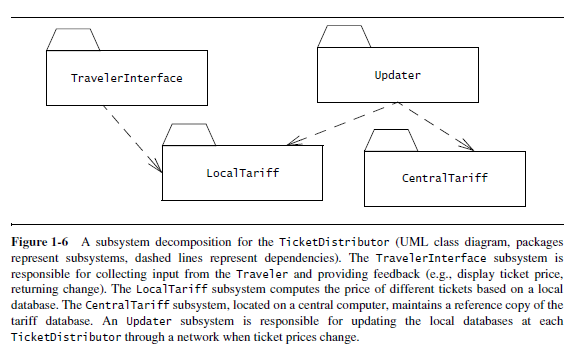 TravelerInterface
Updater
LocalTariff
CentralTariff
Figure 1-6 A subsystem decomposition for the TicketDistributor (UML class diagram, packages
represent subsystems, dashed lines represent dependencies). The TravelerInterface subsystem is
responsible for collecting input from the Traveler and providing feedback (e.g., display ticket price,
returning change). The LocalTariff subsystem computes the price of different tickets based on a local
database. The CentralTariff subsystem, located on a central computer, maintains a reference copy of the
tariff database. An Updater subsystem is responsible for updating the local databases at each
TicketDistributor through a network when ticket prices change.